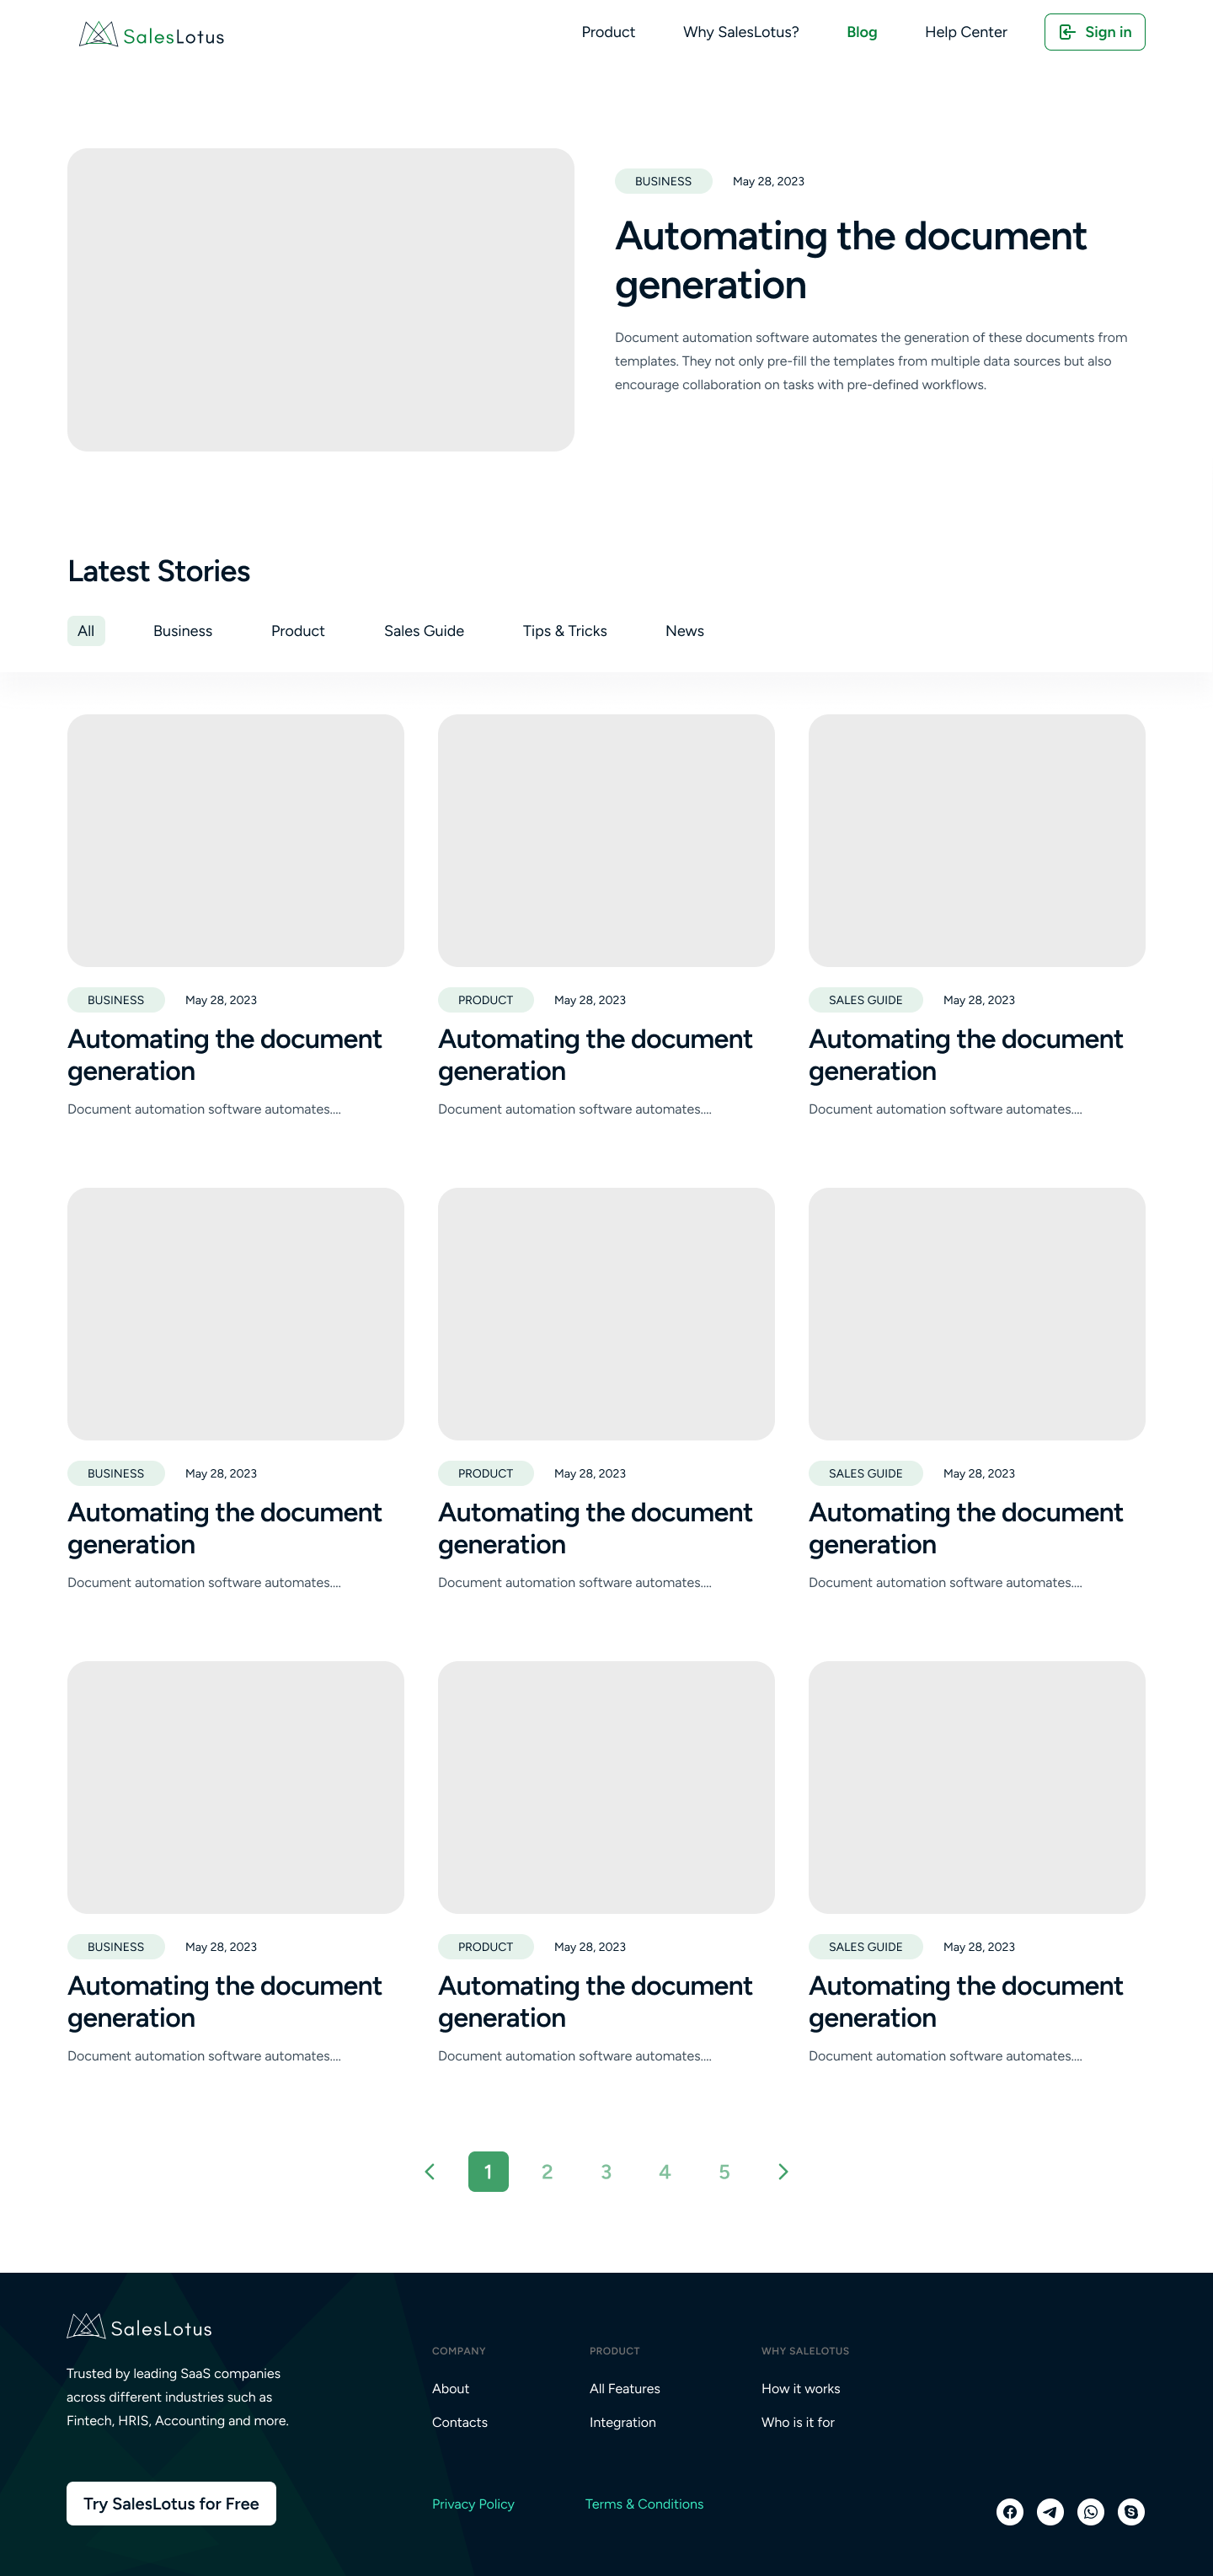 SalesLotus
Product
Why SalesLotus?
Blog
Help Center
Sign in
BUSINESS
May 28, 2023
Automating the document
generation
Document automation software automates the generation of these documents from
templates. They not only pre-fill the templates from multiple data sources but also
encourage collaboration on tasks with pre-defined workflows.
Latest Stories
All
Business
Product
Sales Guide
Tips & Tricks
News
BUSINESS
May 28, 2023
Automating the document
generation
Document automation software automates....
PRODUCT
May 28, 2023
Automating the document
generation
Document automation software automates....
SALES GUIDE
May 28, 2023
Automating the document
generation
Document automation software automates....
BUSINESS
May 28, 2023
Automating the document
generation
Document automation software automates....
PRODUCT
May 28, 2023
Automating the document
generation
Document automation software automates....
SALES GUIDE
May 28, 2023
Automating the document
generation
Document automation software automates....
BUSINESS
May 28, 2023
Automating the document
generation
Document automation software automates....
PRODUCT
May 28, 2023
Automating the document
generation
Document automation software automates....
SALES GUIDE
May 28, 2023
Automating the document
generation
Document automation software automates....
1
2
3
4
5
SalesLotus
Trusted by leading SaaS companies
across different industries such as
Fintech, HRIS, Accounting and more.
Try SalesLotus for Free
COMPANY
About
Contacts
PRODUCT
All Features
Integration
WHY SALELOTUS
How it works
Who is it for
Privacy Policy
Terms & Conditions